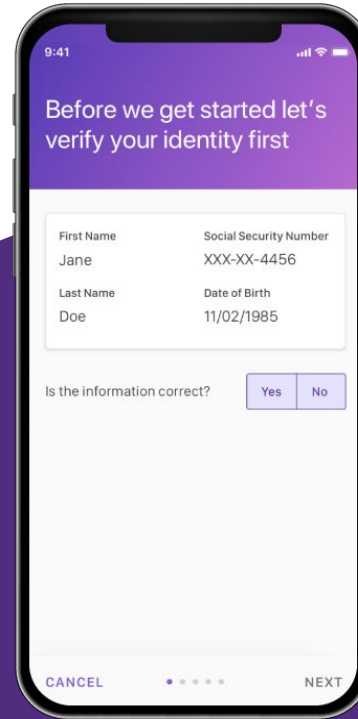 9:41
Before we get started let's
verify your identity first
First Name Social Security Number
Jane XXX-XX-4456
Last Name Date of Birth
Doe 11/02/1985
Is the information correct? Yes No
CANCEL NEXT